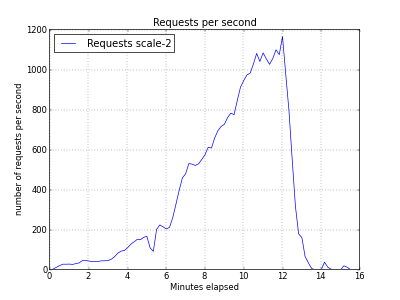 Requests per second
Requests scale-2
number of requests per second
1200
1000
800
600
400
200
0
0 2 4 6 8 10 12 14 16
Minutes elapsed